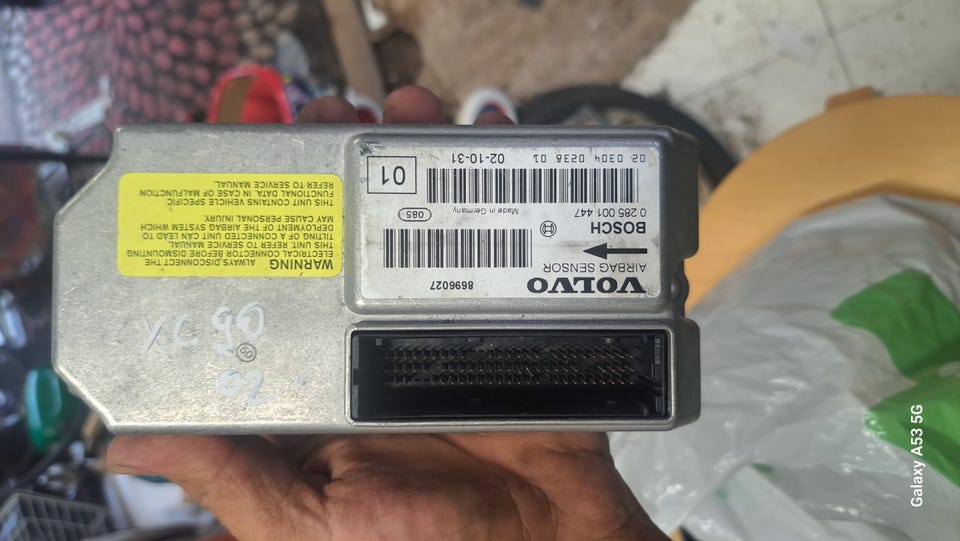 VOLVO
8696027
AIRBAG SENSOR
BOSCH
0 285 001 447
Made in Germany
085
02 0304 0236 01
02-10-31
01
WARNING
ALWAYS DISCONNECT THE
ELECTRICAL CONNECTOR BEFORE DISMOUNTING
THIS UNIT. REFER TO SERVICE MANUAL
TILTING OF A CONNECTED UNIT CAN LEAD TO
DEPLOYMENT OF THE AIRBAG SYSTEM WHICH
MAY CAUSE PERSONAL INJURY.
THIS UNIT CONTAINS VEHICLE SPECIFIC
FUNCTIONAL DATA. IN CASE OF MALFUNCTION
REFER TO SERVICE MANUAL.
XC 90
Galaxy A53 5G